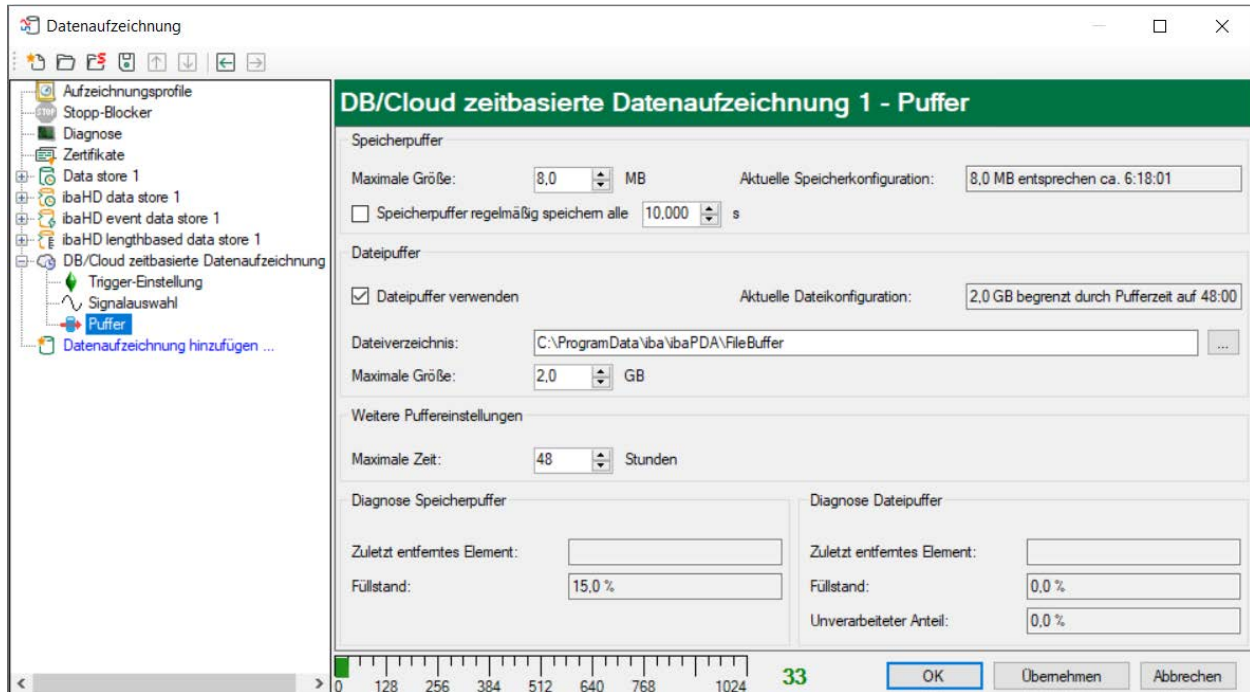 Datenaufzeichnung
Aufzeichnungsprofile
STOP
Stopp-Blocker
Diagnose
Zertifikate
Data store 1
ibaHD data store 1
ibaHD event data store 1
ibaHD lengthbased data store 1
DB/Cloud zeitbasierte Datenaufzeichnung
Trigger-Einstellung
Signalauswahl
Puffer
Datenaufzeichnung hinzufügen ...
DB/Cloud zeitbasierte Datenaufzeichnung 1 - Puffer
Speicherpuffer
Maximale Größe: 8,0 MB Aktuelle Speicherkonfiguration: 8,0 MB entsprechen ca. 6:18:01
Speicherpuffer regelmäßig speichern alle 10,000 s
Dateipuffer
Dateipuffer verwenden Aktuelle Dateikonfiguration: 2,0 GB begrenzt durch Pufferzeit auf 48:00
Dateiverzeichnis: C:\ProgramData\iba\ibaPDA\FileBuffer ...
Maximale Größe: 2,0 GB
Weitere Puffereinstellungen
Maximale Zeit: 48 Stunden
Diagnose Speicherpuffer
Zuletzt entferntes Element:
Füllstand: 15,0 %
Diagnose Dateipuffer
Zuletzt entferntes Element:
Füllstand: 0,0 %
Unverarbeiteter Anteil: 0,0 %
0 128 256 384 512 640 768 1024
33
OK Übernehmen Abbrechen